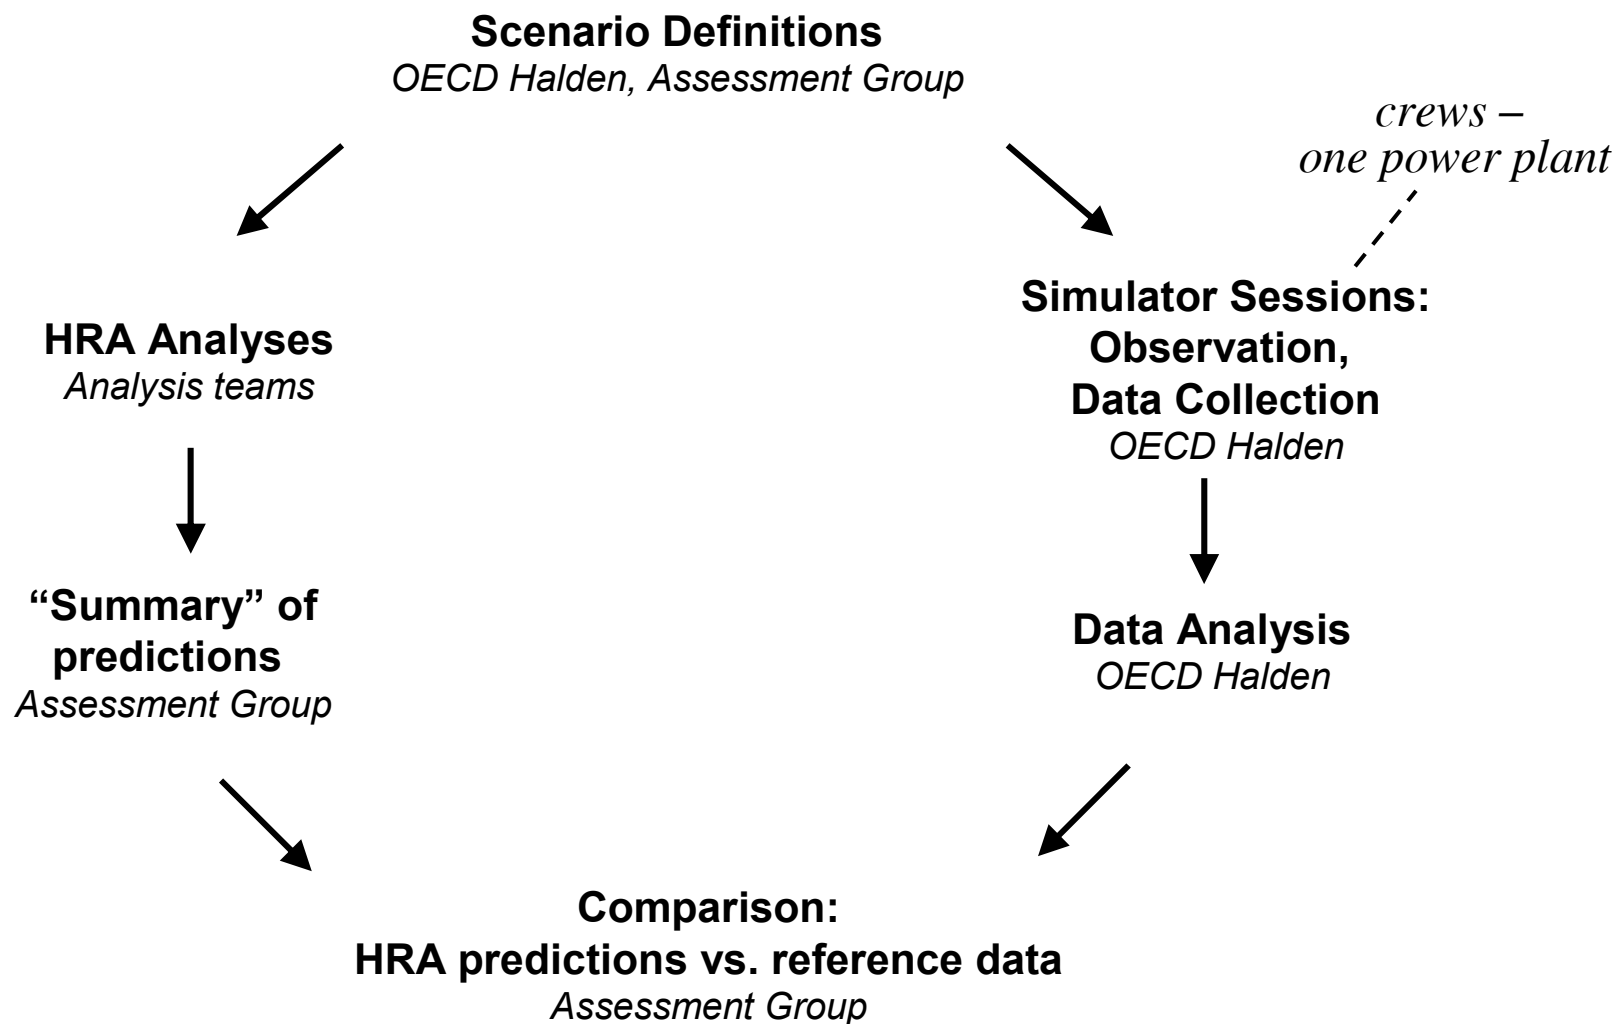 Scenario Definitions
OECD Halden, Assessment Group
crews –
one power plant
HRA Analyses
Analysis teams
Simulator Sessions:
Observation,
Data Collection
OECD Halden
“Summary” of
predictions
Assessment Group
Data Analysis
OECD Halden
Comparison:
HRA predictions vs. reference data
Assessment Group